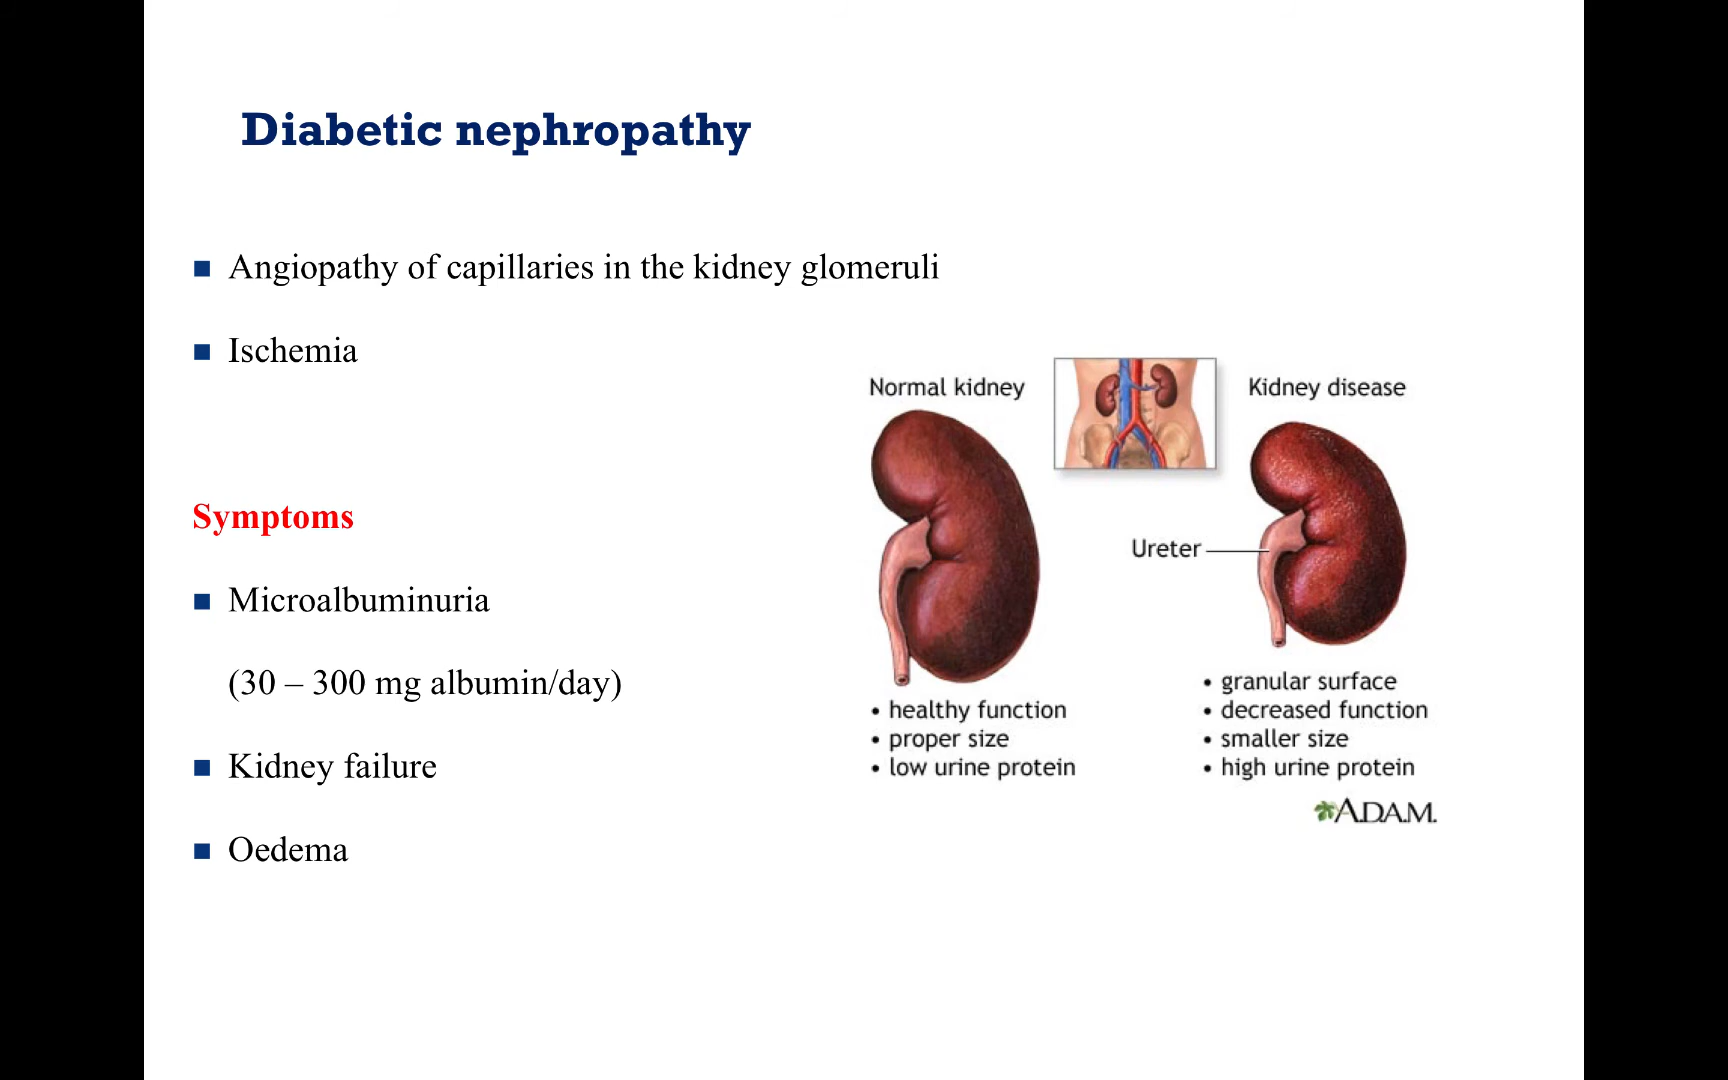 Diabetic nephropathy
■ Angiopathy of capillaries in the kidney glomeruli
■ Ischemia
Symptoms
■ Microalbuminuria
(30 – 300 mg albumin/day)
■ Kidney failure
■ Oedema
Normal kidney
Kidney disease
Ureter
• healthy function
• proper size
• low urine protein
• granular surface
• decreased function
• smaller size
• high urine protein
A.D.A.M.